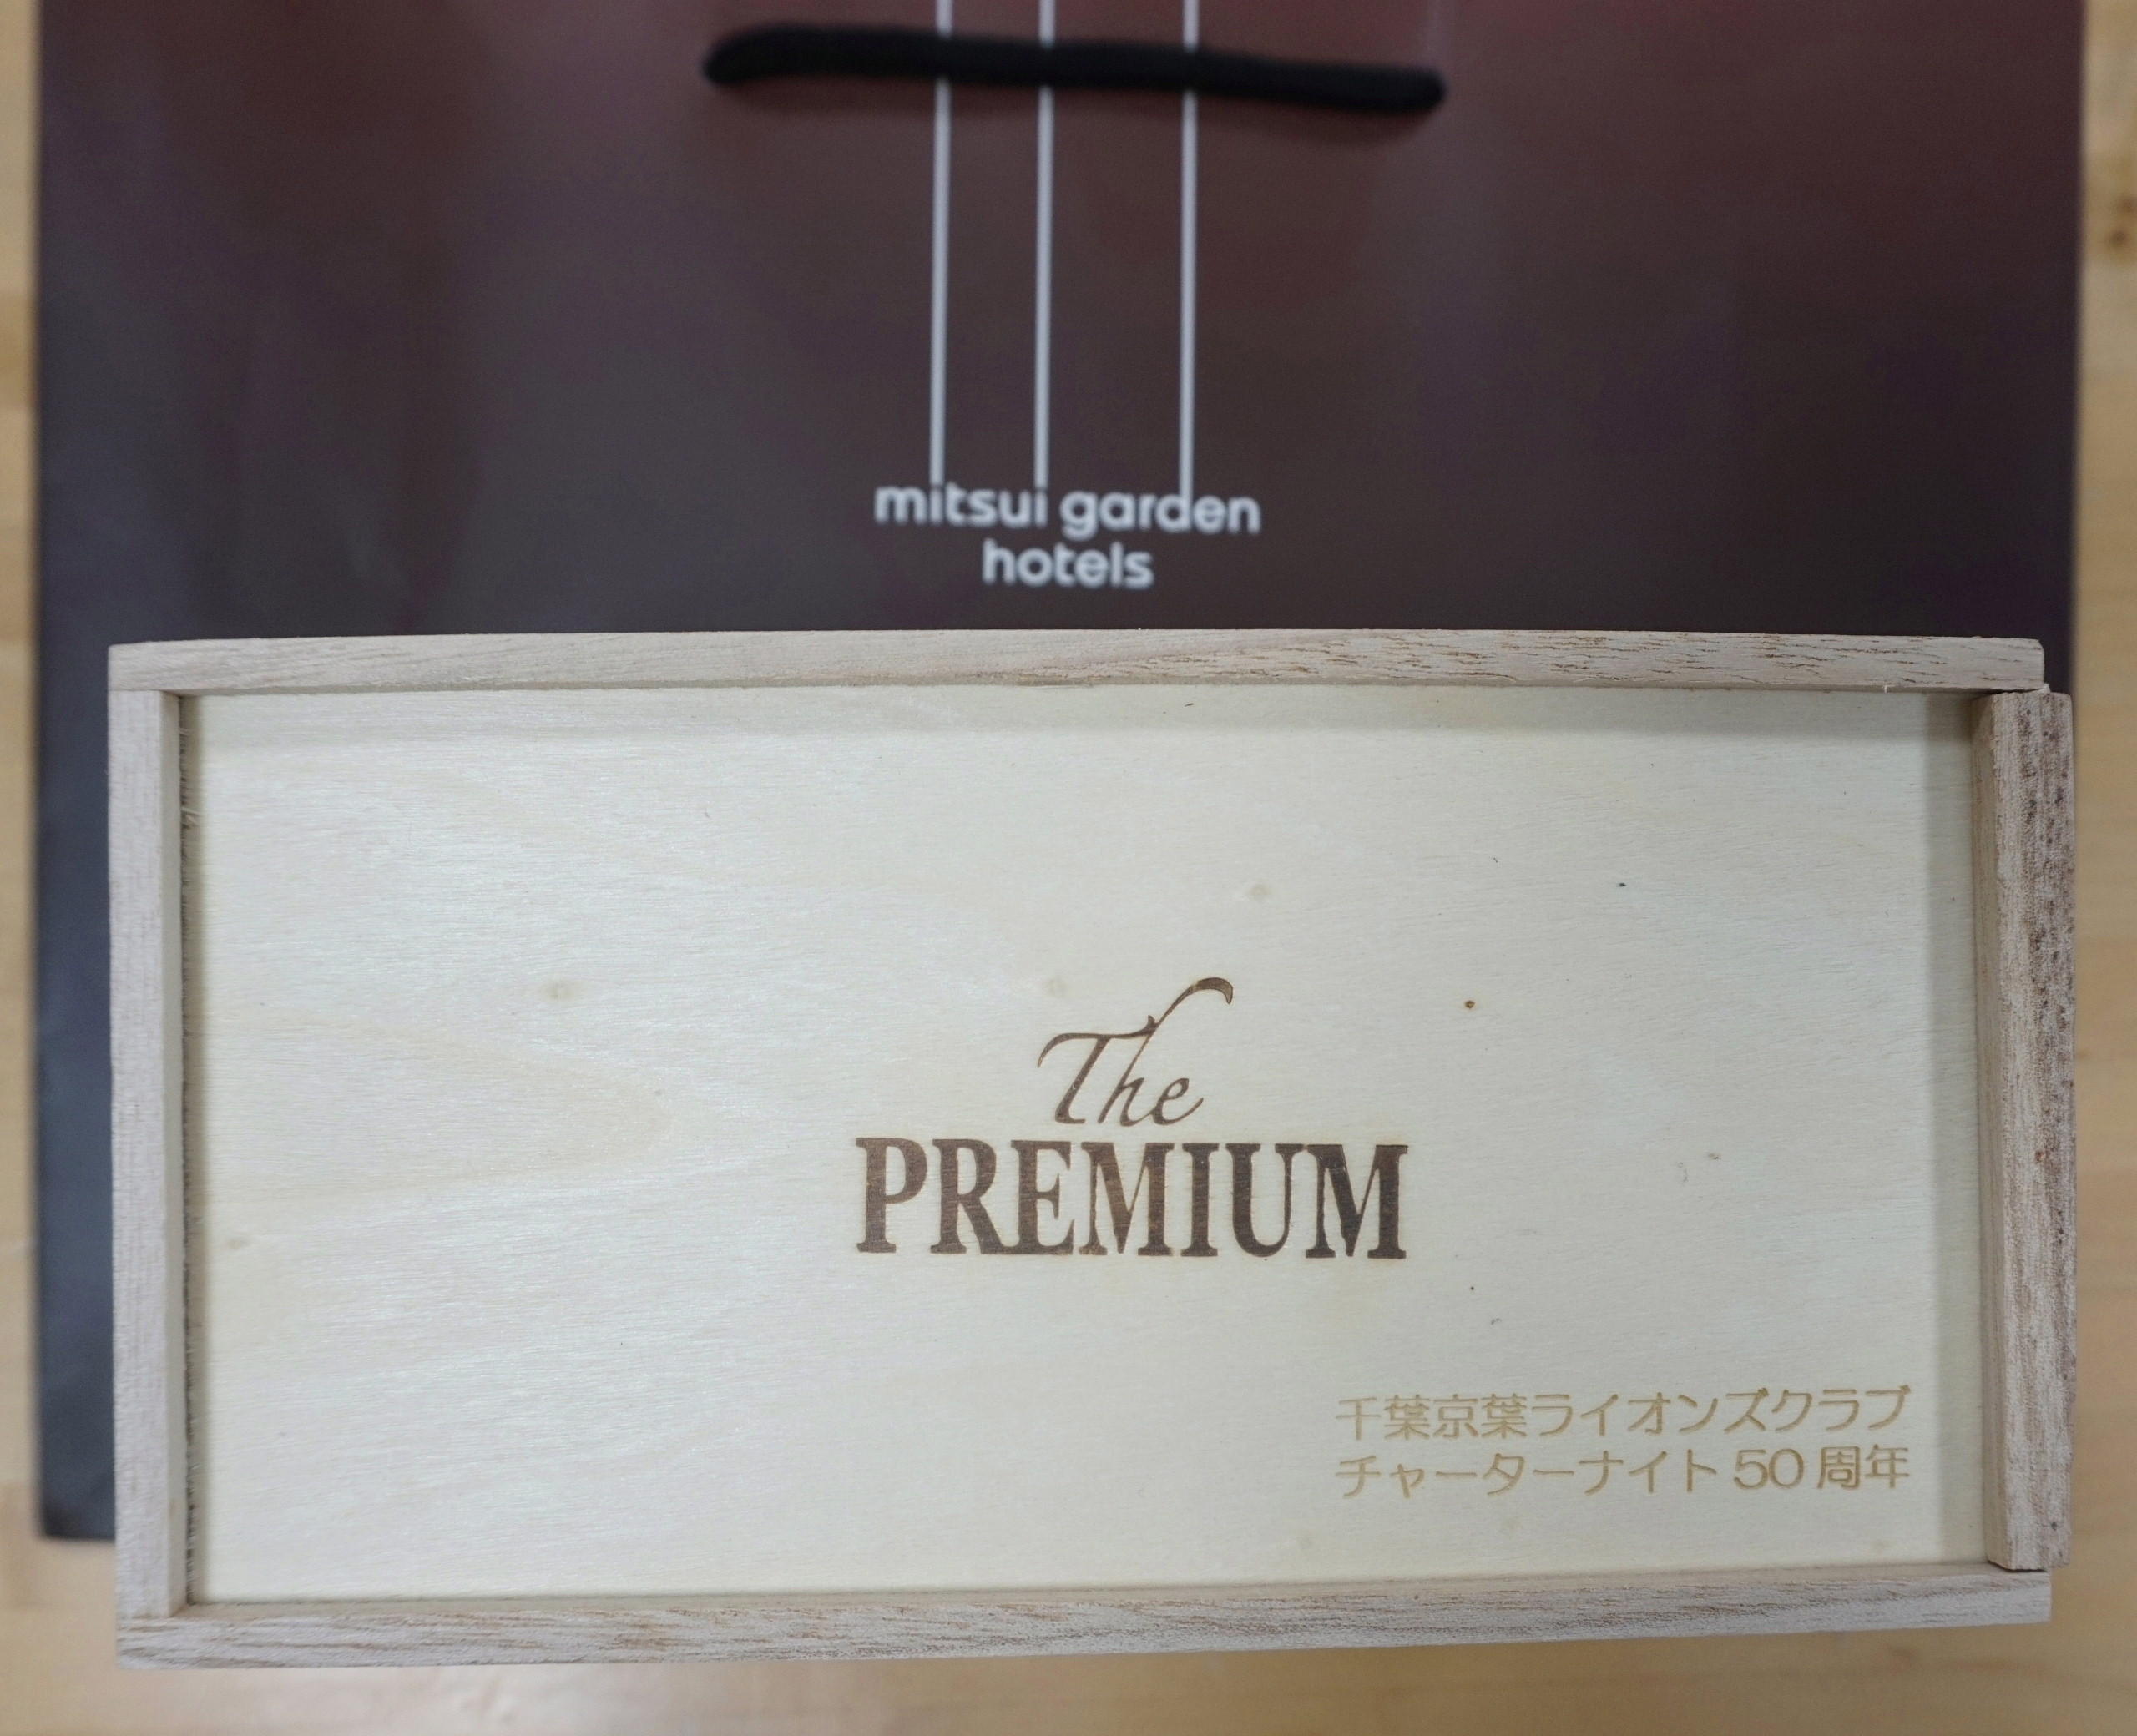 mitsui garden
hotels
The
PREMIUM
千葉京葉ライオンズクラブ
チャーターナイト50周年